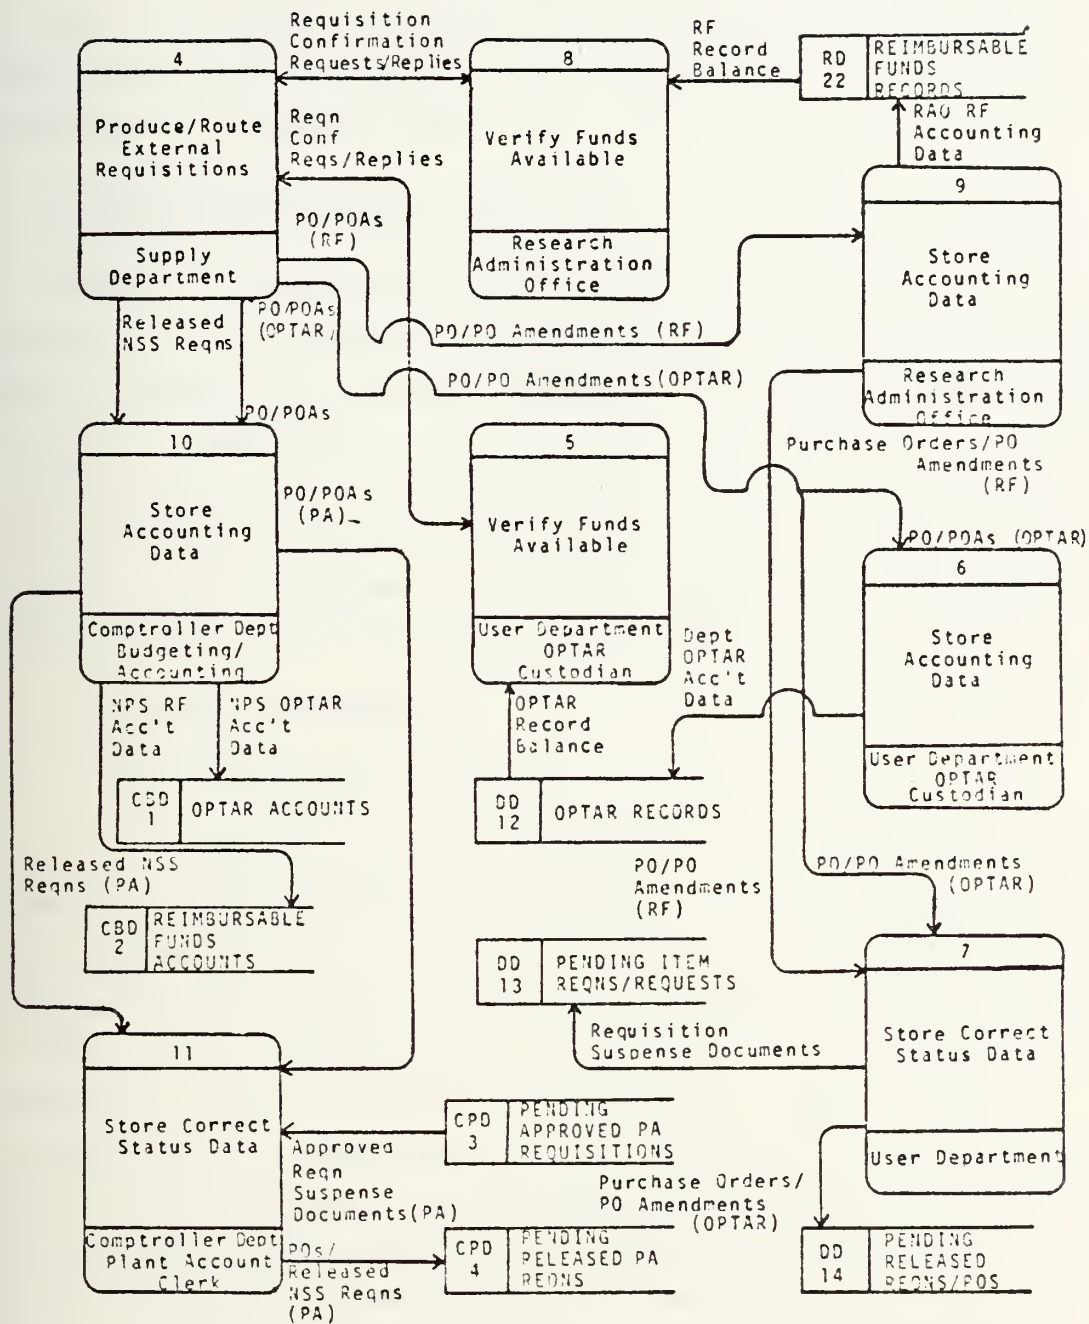 Requisition
Confirmation
Requests/Replies
4
Produce/Route
External
Requisitions
Supply
Department
8
Verify Funds
Available
Research
Administration
Office
RF
Record
Balance
RD
22
REIMBURSABLE
FUNDS
RECORDS
RAO RF
Accounting
Data
Reqn
Conf
Reqs/Replies
9
Store
Accounting
Data
Research
Administration
Office
PO/POAs
(RF)
PO/POAs
(OPTAR)
PO/PO Amendments (RF)
PO/PO Amendments(OPTAR)
Released
NSS Reqns
PO/POAs
10
Store
Accounting
Data
Comptroller Dept
Budgeting/
Accounting
PO/POAs
(PA)
5
Verify Funds
Available
User Department
OPTAR
Custodian
Purchase Orders/PO
Amendments
(RF)
PO/POAs (OPTAR)
6
Store
Accounting
Data
User Department
OPTAR
Custodian
Dept
OPTAR
Acc't
Data
NPS RF
Acc't
Data
NPS OPTAR
Acc't
Data
OPTAR
Record
Balance
CBD
1
OPTAR ACCOUNTS
DD
12
OPTAR RECORDS
Released NSS
Reqns (PA)
PO/PO
Amendments
(RF)
PO/PO Amendments
(OPTAR)
CBD
2
REIMBURSABLE
FUNDS
ACCOUNTS
DD
13
PENDING ITEM
REQNS/REQUESTS
7
Store Correct
Status Data
User Department
Requisition
Suspense Documents
11
Store Correct
Status Data
Comptroller Dept
Plant Account
Clerk
CPD
3
PENDING
APPROVED PA
REQUISITIONS
Approved
Reqn
Suspense
Documents(PA)
Purchase Orders/
PO Amendments
(OPTAR)
POs/
Released
NSS Reqns
(PA)
CPD
4
PENDING
RELEASED PA
REQNS
DD
14
PENDING
RELEASED
REQNS/POS